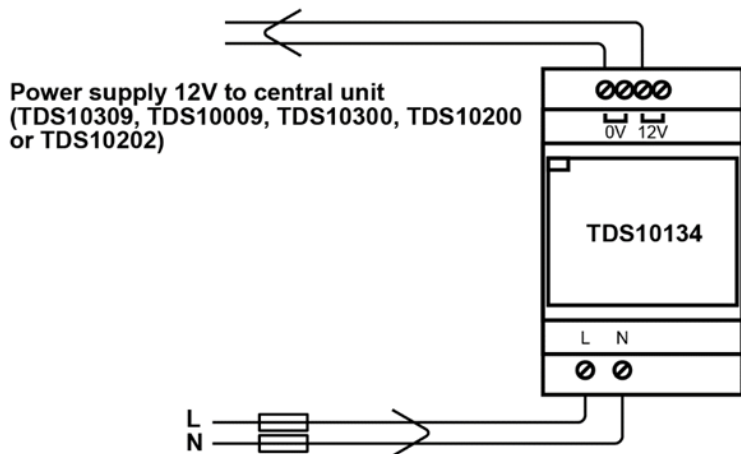 Power supply 12V to central unit
(TDS10309, TDS10009, TDS10300, TDS10200
or TDS10202)
0V 12V
TDS10134
L N
L
N